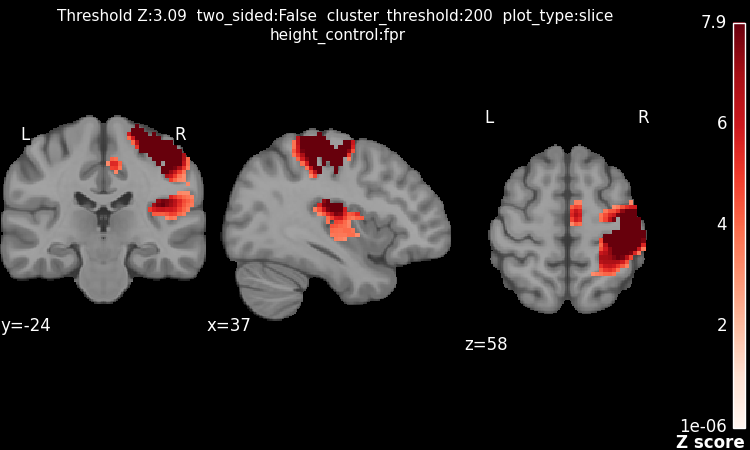 Threshold Z:3.09  two_sided:False  cluster_threshold:200  plot_type:slice
height_control:fpr
7.9
L
R
6
L
R
4
2
y=-24
x=37
z=58
1e-06
Z score